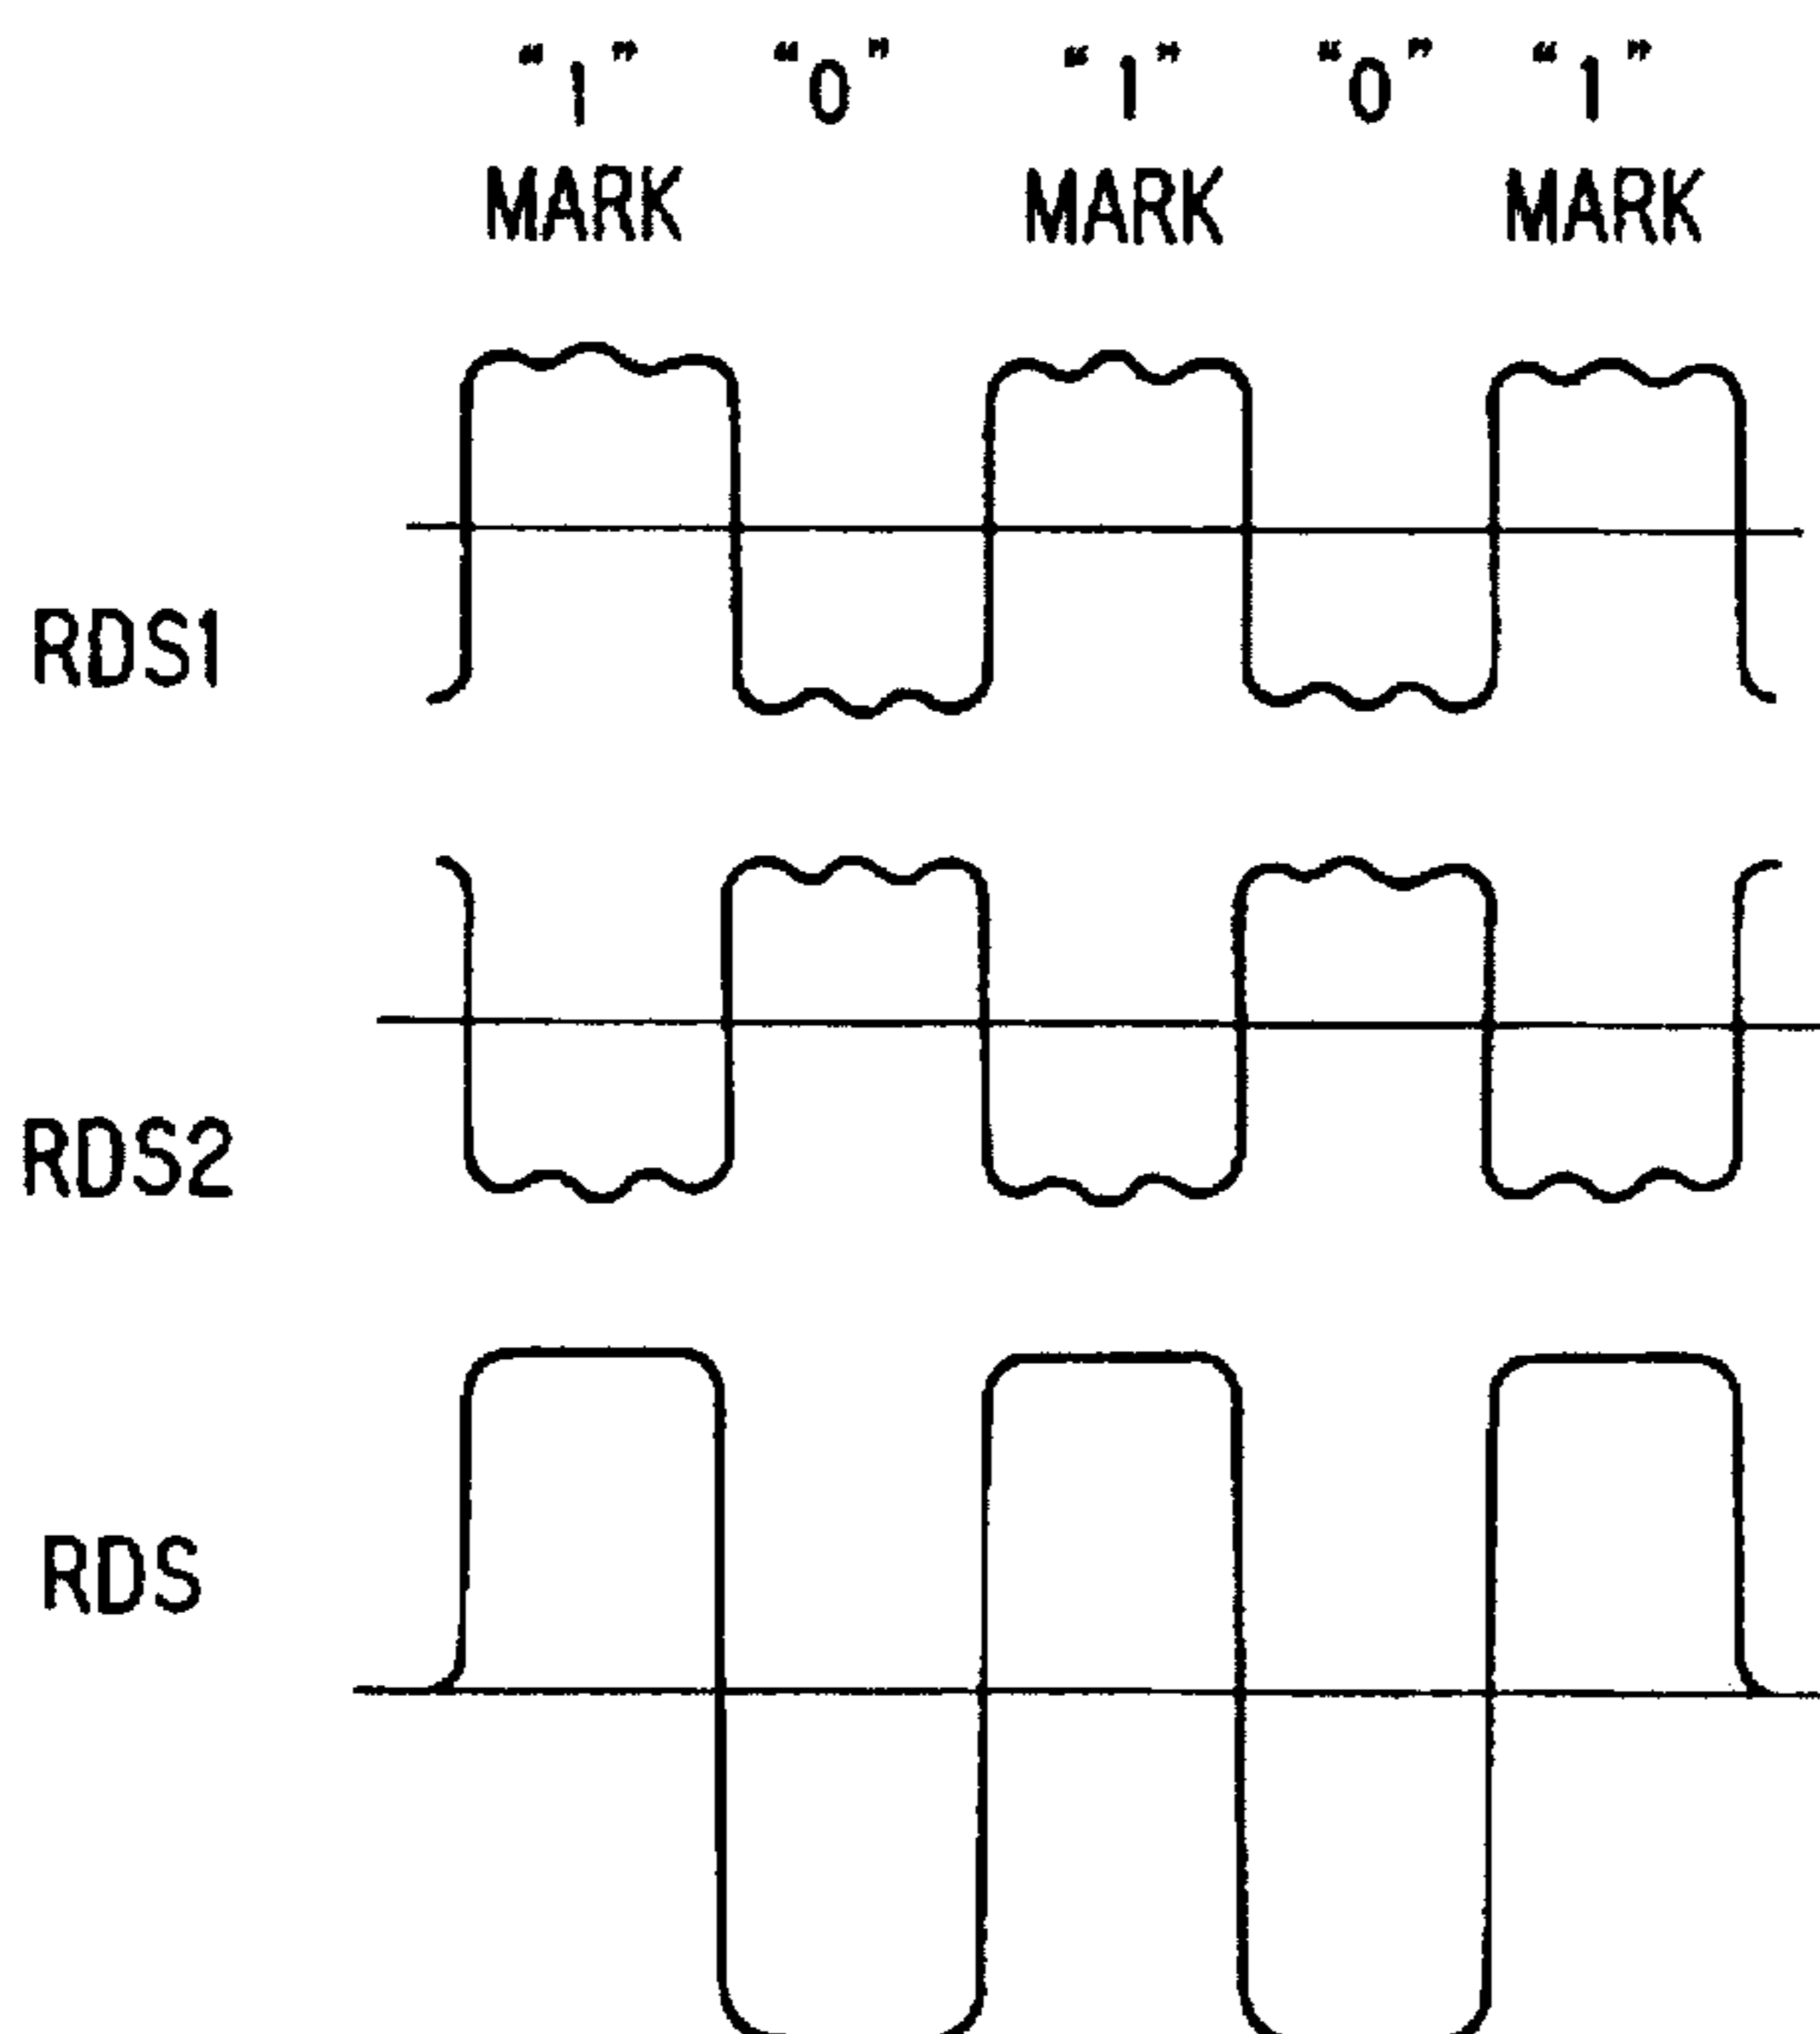 “1” “0” “1” “0” “1”
MARK MARK MARK
RDS1
RDS2
RDS